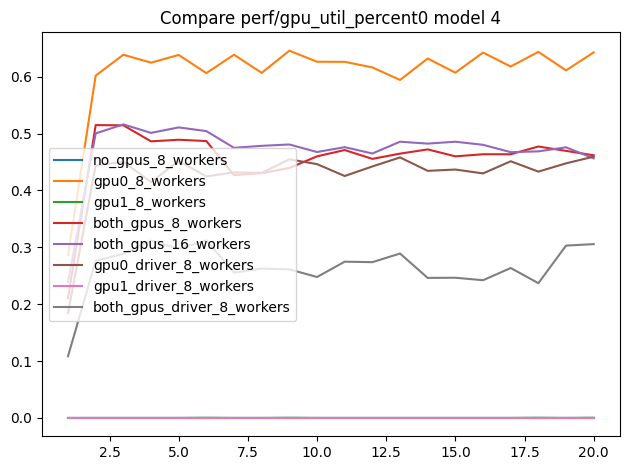 Compare perf/gpu_util_percent0 model 4
0.6
0.5
0.4
0.3
0.2
0.1
0.0
no_gpus_8_workers
gpu0_8_workers
gpu1_8_workers
both_gpus_8_workers
both_gpus_16_workers
gpu0_driver_8_workers
gpu1_driver_8_workers
both_gpus_driver_8_workers
2.5 5.0 7.5 10.0 12.5 15.0 17.5 20.0